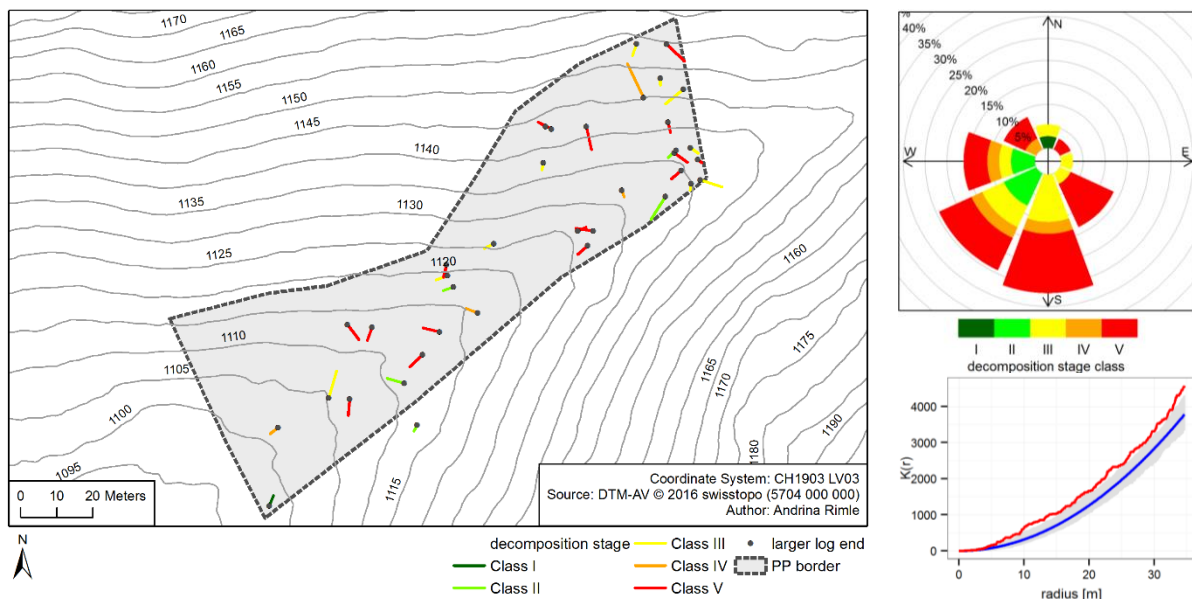 1170
1165
1160
1155
1150
1145
1140
1135
1130
1125
1120
1110
1105
1100
1095
1115
1160
1175
1165
1170
1180
1190
0 10 20 Meters
Coordinate System: CH1903 LV03
Source: DTM-AV © 2016 swisstopo (5704 000 000)
Author: Andrina Rimle
N
decomposition stage
Class I
Class II
Class III
Class IV
Class V
larger log end
PP border
40%
35%
30%
25%
20%
15%
10%
5%
N
W
E
S
I II III IV V
decomposition stage class
K(r)
4000
3000
2000
1000
0
0 10 20 30
radius [m]